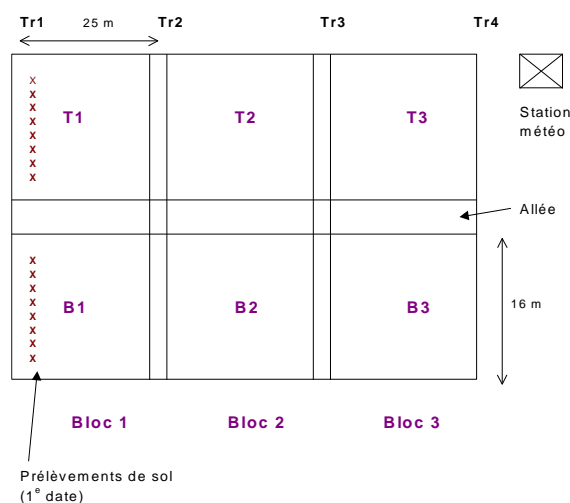 Tr1 25 m Tr2 Tr3 Tr4
x
x
x
x
x
x
x
x
T1 T2 T3
Station
météo
Allée
x
x
x
x
x
x
x
x
B1 B2 B3
16 m
Bloc 1 Bloc 2 Bloc 3
Prélèvements de sol
(1e date)